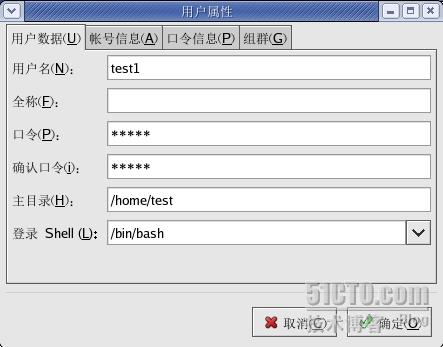 用户属性
用户数据(U) 帐号信息(A) 口令信息(P) 组群(G)
用户名(N): test1
全称(F):
口令(P): *****
确认口令(i): *****
主目录(H): /home/test
登录 Shell (L): /bin/bash
51CTO.com
取消(C) 确定(O)
技术博客 Blog